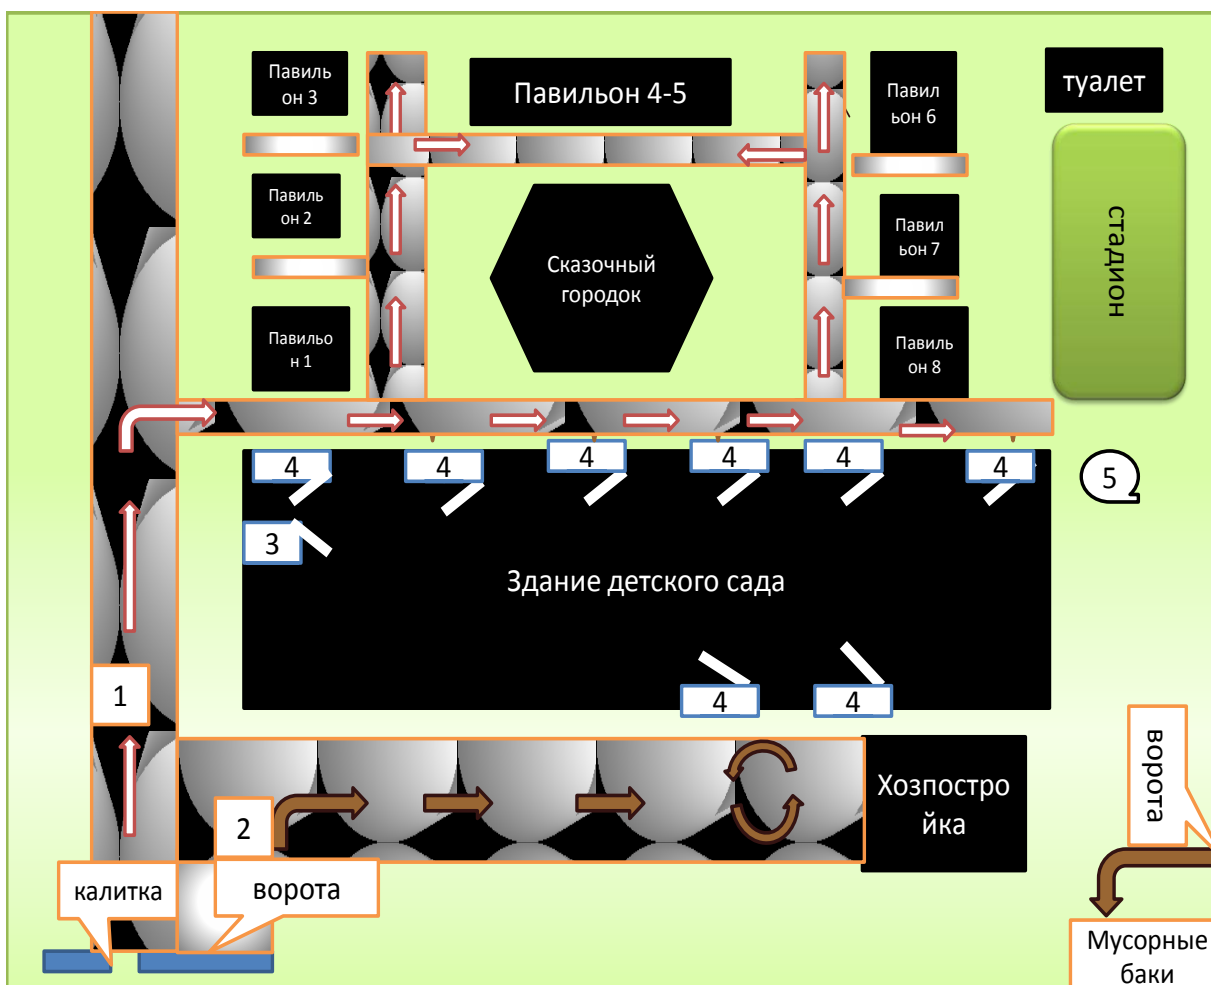 Павиль
он 3
Павильон 4-5
Павил
ьон 6
туалет
Павиль
он 2
Сказочный
городок
Павил
ьон 7
стадион
Павильо
н 1
Павиль
он 8
4
4
4
4
4
4
5
3
Здание детского сада
1
4
4
2
Хозпостро
йка
ворота
калитка
ворота
Мусорные
баки